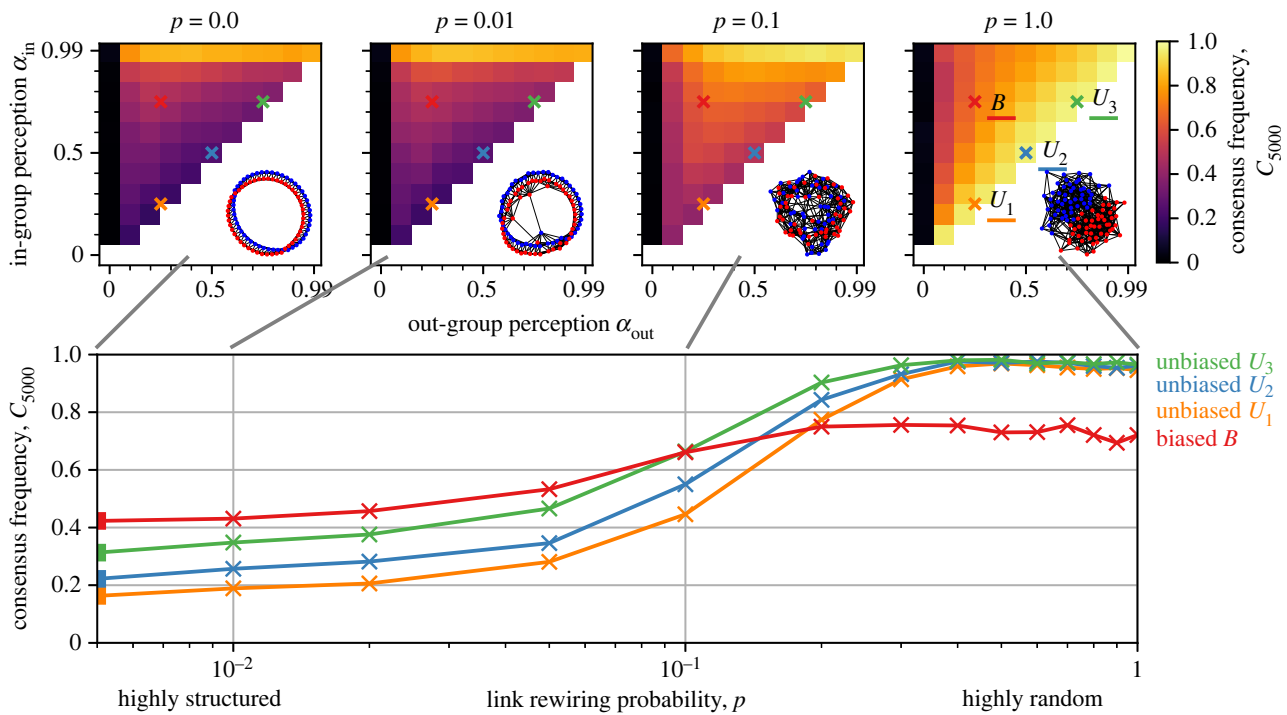 p = 0.0
p = 0.01
p = 0.1
p = 1.0
in-group perception α_in
0.99
0.5
0
0
0.5
0.99
0
0.5
0.99
0
0.5
0.99
0
0.5
0.99
B
U_3
U_2
U_1
1.0
0.8
0.6
0.4
0.2
0
consensus frequency,
C_5000
out-group perception α_out
consensus frequency, C_5000
1.0
0.8
0.6
0.4
0.2
0
unbiased U_3
unbiased U_2
unbiased U_1
biased B
10^−2
10^−1
1
highly structured
link rewiring probability, p
highly random